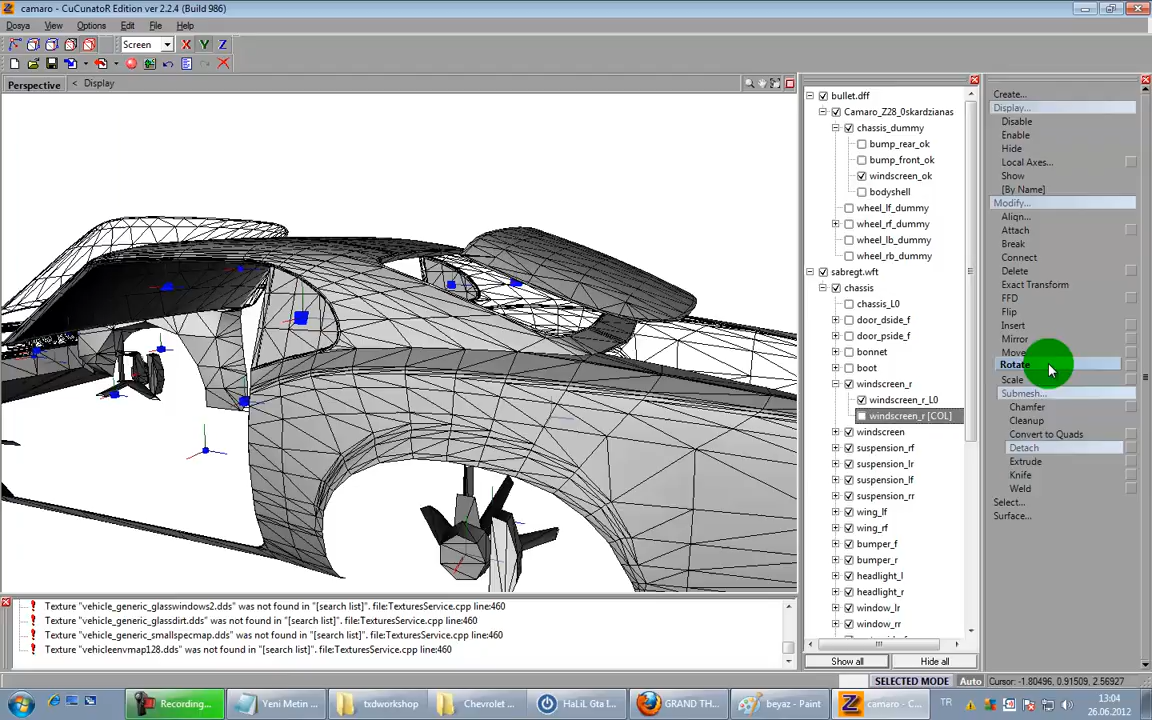 camaro - CuCunatoR Edition ver 2.2.4 (Build 986)
Dosya View Options Edit File Help
Screen X Y Z
Perspective < Display
bullet.dff
Camaro_Z28_0skardzianas
chassis_dummy
bump_rear_ok
bump_front_ok
windscreen_ok
bodyshell
wheel_lf_dummy
wheel_rf_dummy
wheel_lb_dummy
wheel_rb_dummy
sabregt.wft
chassis
chassis_L0
door_dside_f
door_pside_f
bonnet
boot
windscreen_r
windscreen_r_L0
windscreen_r [COL]
windscreen
suspension_rf
suspension_lr
suspension_lf
suspension_rr
wing_lf
wing_rf
bumper_f
bumper_r
headlight_l
headlight_r
window_lr
window_rr
Show all Hide all
Create...
Display...
Disable
Enable
Hide
Local Axes...
Show
[By Name]
Modify...
Align...
Attach
Break
Connect
Delete
Exact Transform
FFD
Flip
Insert
Mirror
Move
Rotate
Scale
Submesh...
Chamfer
Cleanup
Convert to Quads
Detach
Extrude
Knife
Weld
Select...
Surface...
Texture "vehicle_generic_glasswindows2.dds" was not found in "[search list]". file:TexturesService.cpp line:460
Texture "vehicle_generic_glassdirt.dds" was not found in "[search list]". file:TexturesService.cpp line:460
Texture "vehicle_generic_smallspecmap.dds" was not found in "[search list]". file:TexturesService.cpp line:460
Texture "vehicleenvmap128.dds" was not found in "[search list]". file:TexturesService.cpp line:460
SELECTED MODE Auto Cursor: -1.80496, 0.91509, 2.56927
Recording... Yeni Metin ... txdworkshop Chevrolet ... HaLiL Gta I... GRAND TH... beyaz - Paint camaro - C...
TR
13:04
26.06.2012